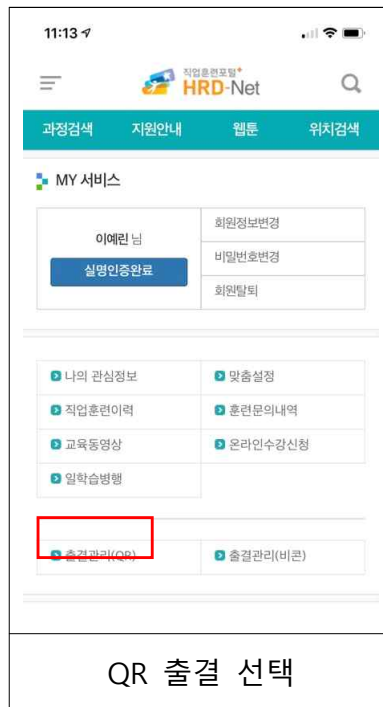 11:13
직업훈련포털
HRD-Net
과정검색 지원안내 웹툰 위치검색
MY 서비스
이예린 님
실명인증완료
회원정보변경
비밀번호변경
회원탈퇴
나의 관심정보 맞춤설정
직업훈련이력 훈련문의내역
교육동영상 온라인수강신청
일학습병행
출결관리(QR) 출결관리(비콘)
QR 출결 선택